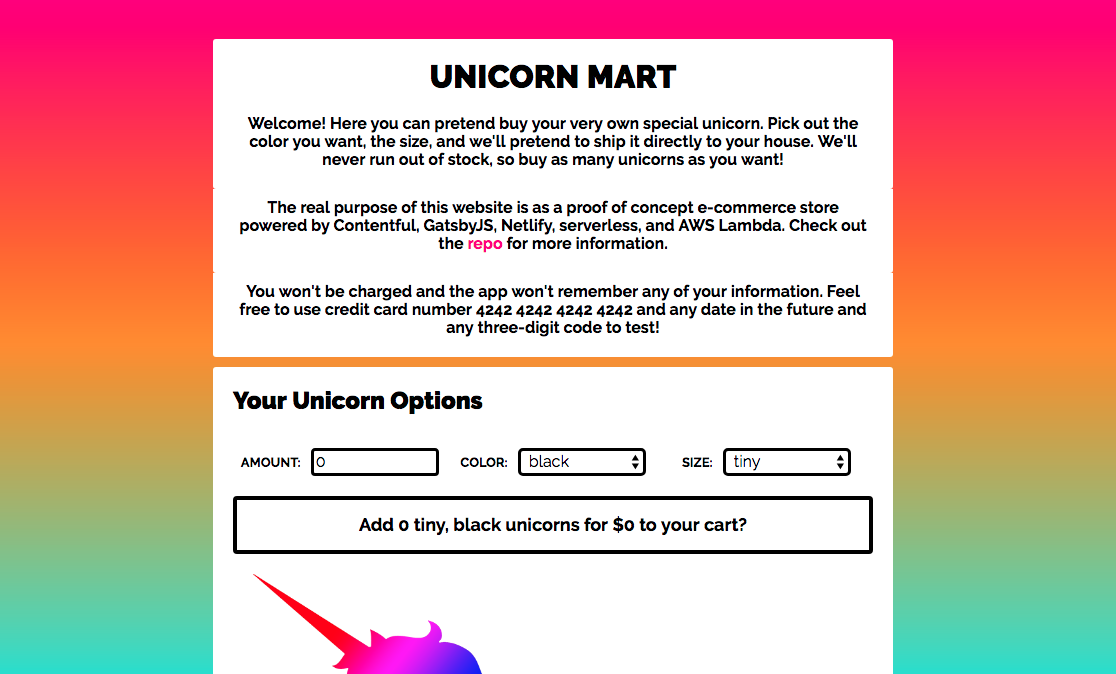 UNICORN MART
Welcome! Here you can pretend buy your very own special unicorn. Pick out the
color you want, the size, and we'll pretend to ship it directly to your house. We'll
never run out of stock, so buy as many unicorns as you want!
The real purpose of this website is as a proof of concept e-commerce store
powered by Contentful, GatsbyJS, Netlify, serverless, and AWS Lambda. Check out
the repo for more information.
You won't be charged and the app won't remember any of your information. Feel
free to use credit card number 4242 4242 4242 4242 and any date in the future and
any three-digit code to test!
Your Unicorn Options
AMOUNT: 0 COLOR: black SIZE: tiny
Add 0 tiny, black unicorns for $0 to your cart?